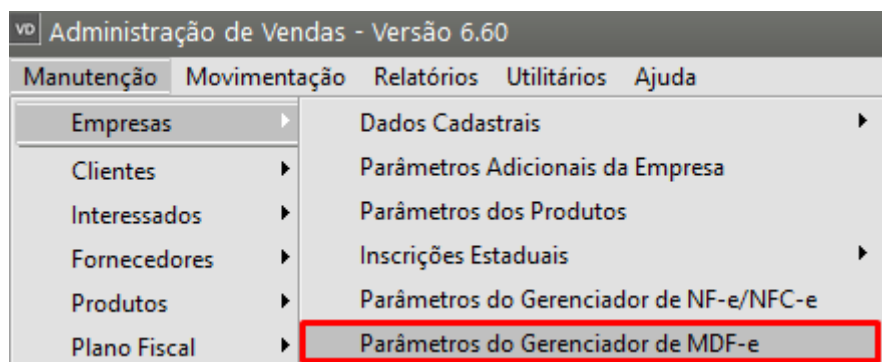 VD Administração de Vendas - Versão 6.60
Manutenção Movimentação Relatórios Utilitários Ajuda
Empresas
Clientes
Interessados
Fornecedores
Produtos
Plano Fiscal
Dados Cadastrais
Parâmetros Adicionais da Empresa
Parâmetros dos Produtos
Inscrições Estaduais
Parâmetros do Gerenciador de NF-e/NFC-e
Parâmetros do Gerenciador de MDF-e